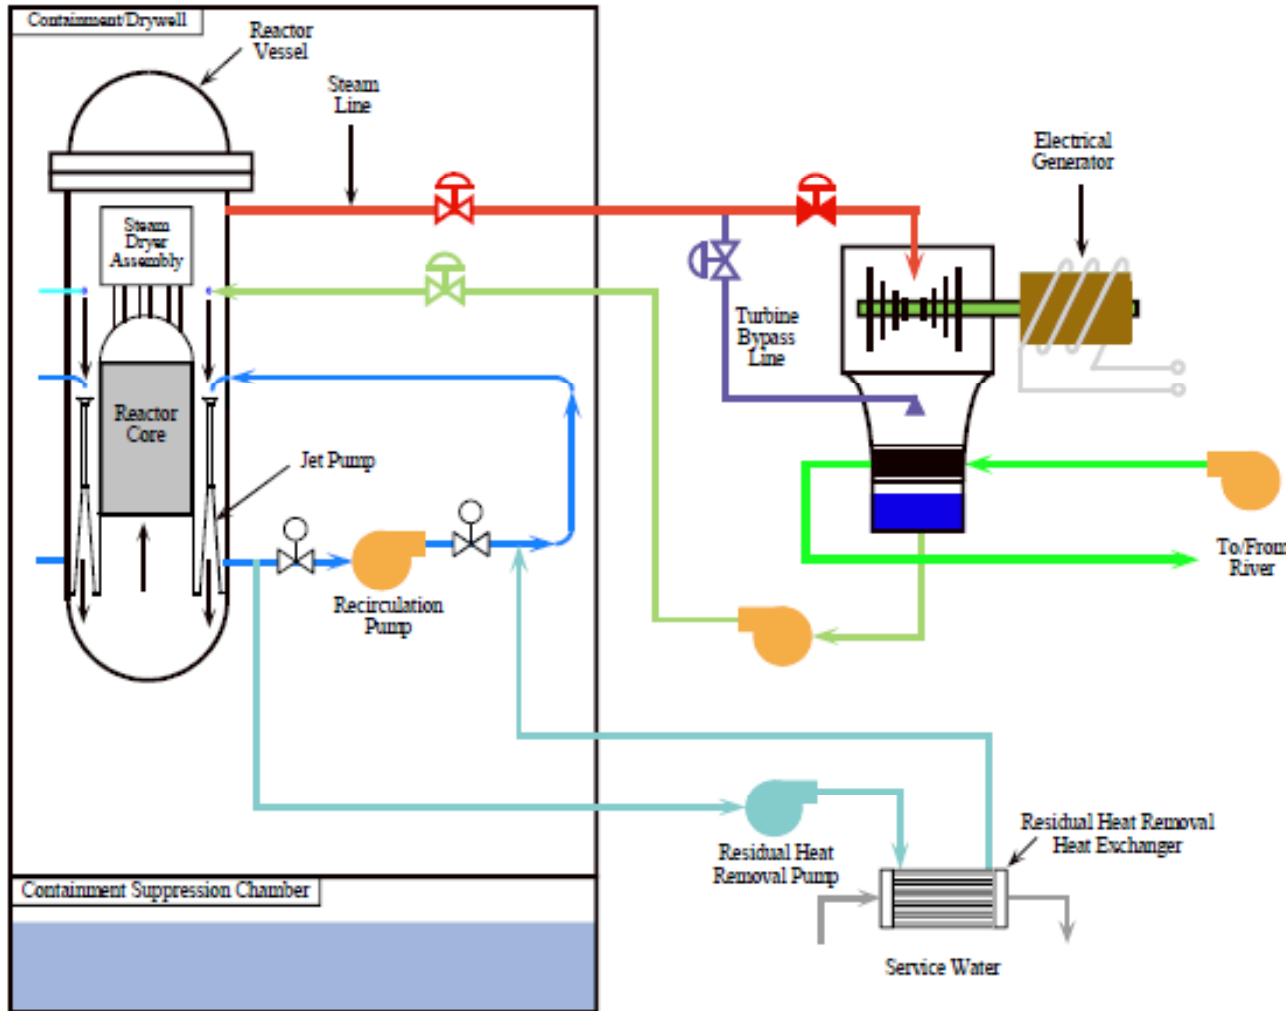 Containment/Drywell
Reactor
Vessel
Steam
Line
Electrical
Generator
Steam
Dryer
Assembly
Turbine
Bypass
Line
Reactor
Core
Jet Pump
To/From
River
Recirculation
Pump
Residual Heat
Removal Pump
Residual Heat Removal
Heat Exchanger
Containment Suppression Chamber
Service Water